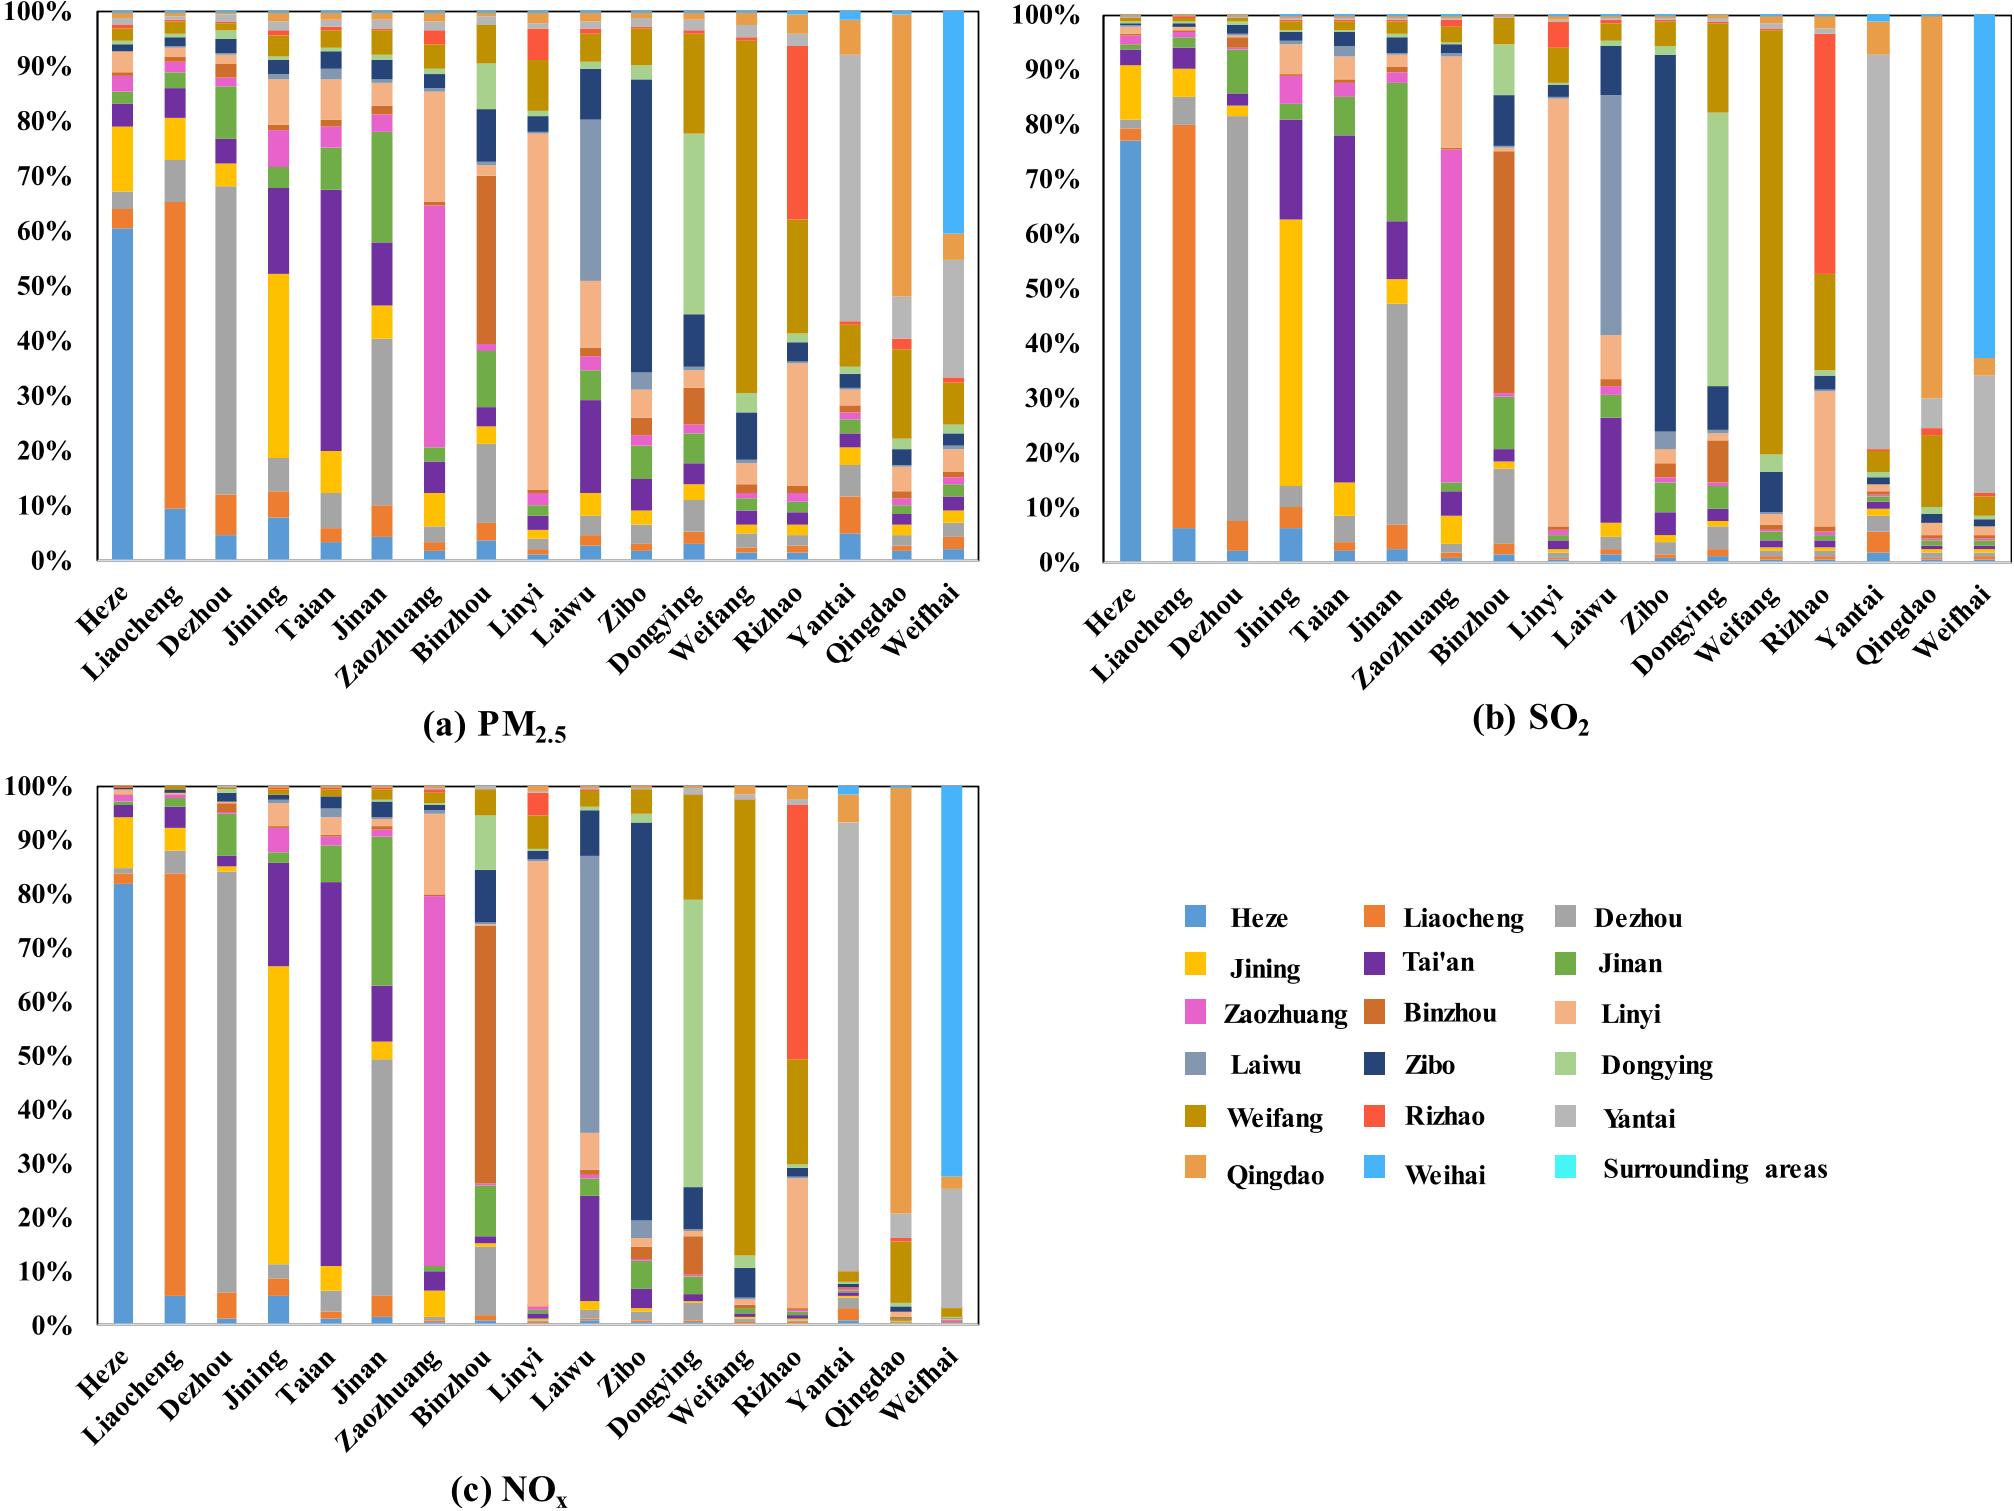 100%
90%
80%
70%
60%
50%
40%
30%
20%
10%
0%
Heze
Liaocheng
Dezhou
Jining
Taian
Jinan
Zaozhuang
Binzhou
Linyi
Laiwu
Zibo
Dongying
Weifang
Rizhao
Yantai
Qingdao
Weifhai
(a) PM2.5
100%
90%
80%
70%
60%
50%
40%
30%
20%
10%
0%
Heze
Liaocheng
Dezhou
Jining
Taian
Jinan
Zaozhuang
Binzhou
Linyi
Laiwu
Zibo
Dongying
Weifang
Rizhao
Yantai
Qingdao
Weifhai
(b) SO2
100%
90%
80%
70%
60%
50%
40%
30%
20%
10%
0%
Heze
Liaocheng
Dezhou
Jining
Taian
Jinan
Zaozhuang
Binzhou
Linyi
Laiwu
Zibo
Dongying
Weifang
Rizhao
Yantai
Qingdao
Weifhai
(c) NOx
Heze Liaocheng Dezhou
Jining Tai'an Jinan
Zaozhuang Binzhou Linyi
Laiwu Zibo Dongying
Weifang Rizhao Yantai
Qingdao Weihai Surrounding areas